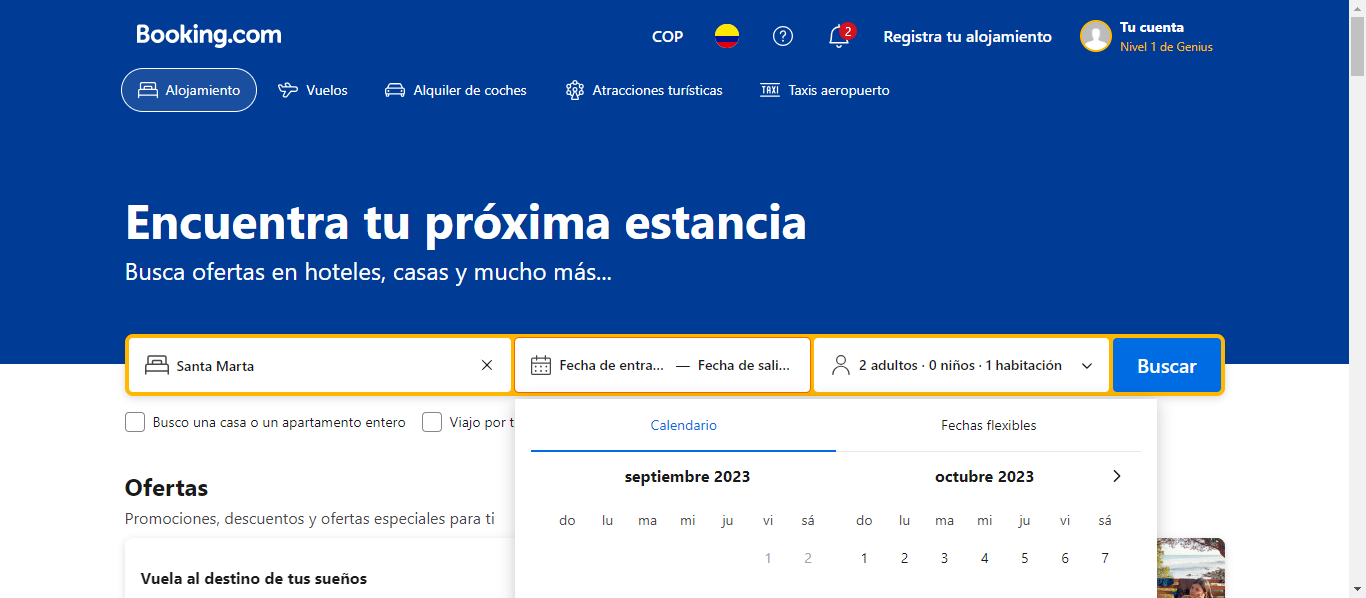 Booking.com
COP
2
Registra tu alojamiento
Tu cuenta
Nivel 1 de Genius
Alojamiento
Vuelos
Alquiler de coches
Atracciones turísticas
TAXI
Taxis aeropuerto
Encuentra tu próxima estancia
Busca ofertas en hoteles, casas y mucho más...
Santa Marta
Fecha de entra... — Fecha de sali...
2 adultos · 0 niños · 1 habitación
Buscar
Busco una casa o un apartamento entero
Viajo por t
Calendario
Fechas flexibles
septiembre 2023
octubre 2023
do lu ma mi ju vi sá
do lu ma mi ju vi sá
1 2
1 2 3 4 5 6 7
Ofertas
Promociones, descuentos y ofertas especiales para ti
Vuela al destino de tus sueños